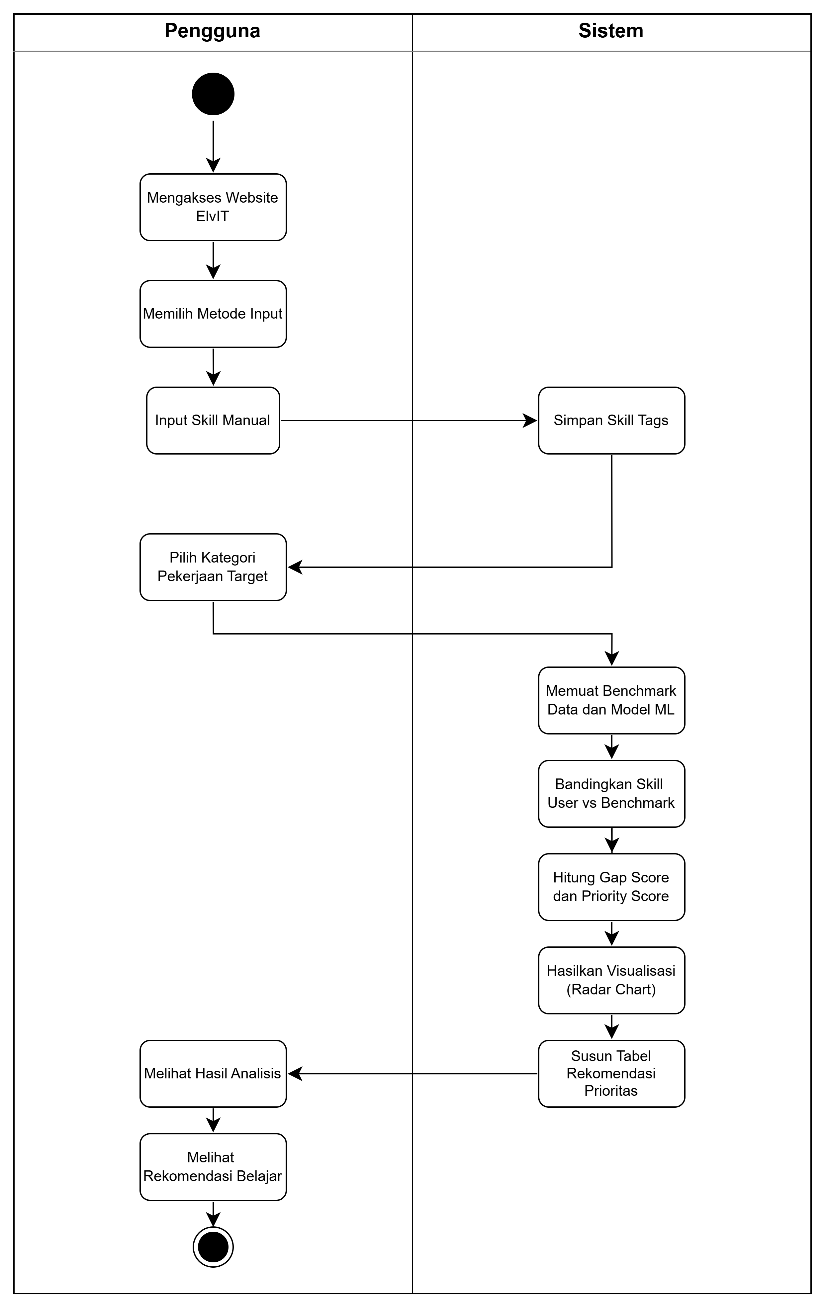 Pengguna
Sistem
Mengakses Website
ElvIT
Memilih Metode Input
Input Skill Manual
Simpan Skill Tags
Pilih Kategori
Pekerjaan Target
Memuat Benchmark
Data dan Model ML
Bandingkan Skill
User vs Benchmark
Hitung Gap Score
dan Priority Score
Hasilkan Visualisasi
(Radar Chart)
Susun Tabel
Rekomendasi
Prioritas
Melihat Hasil Analisis
Melihat
Rekomendasi Belajar